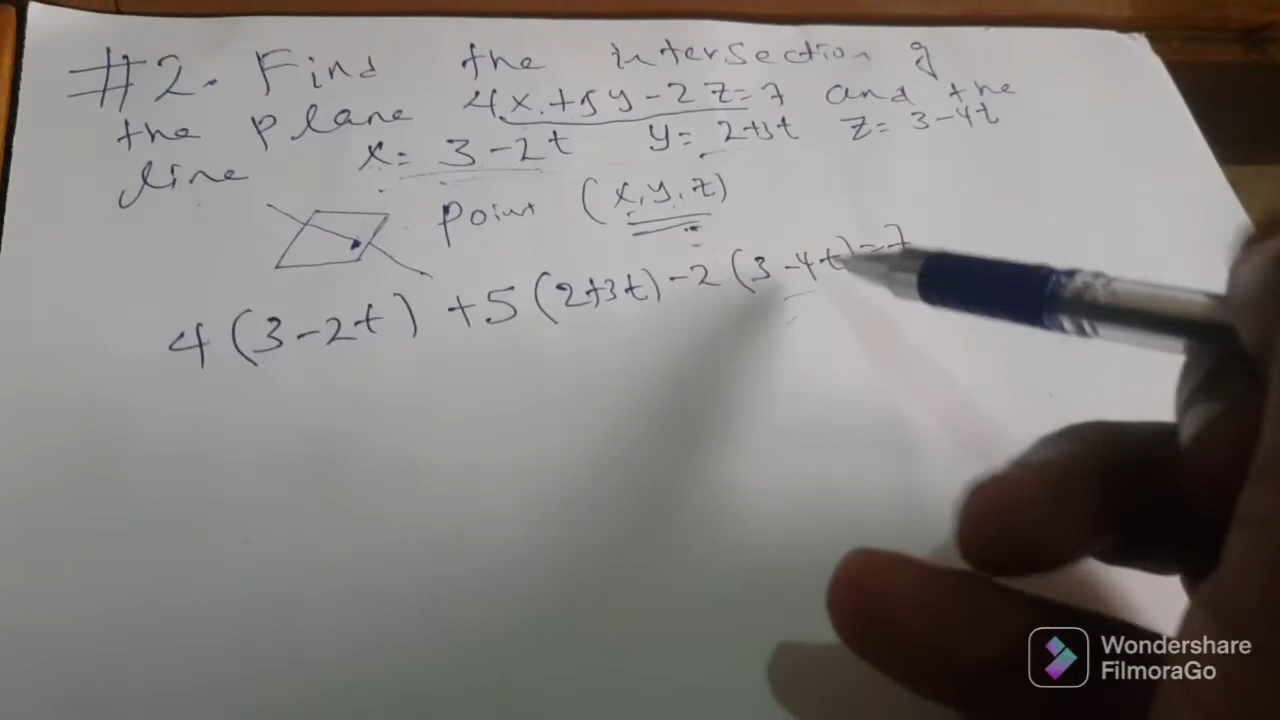 #2. Find the intersection of
the plane 4x+5y-2z=7 and the
line x= 3-2t y= 2+3t z= 3-4t
point (x,y,z)
4(3-2t) +5(2+3t)-2(3-4t)=7
Wondershare
FilmoraGo